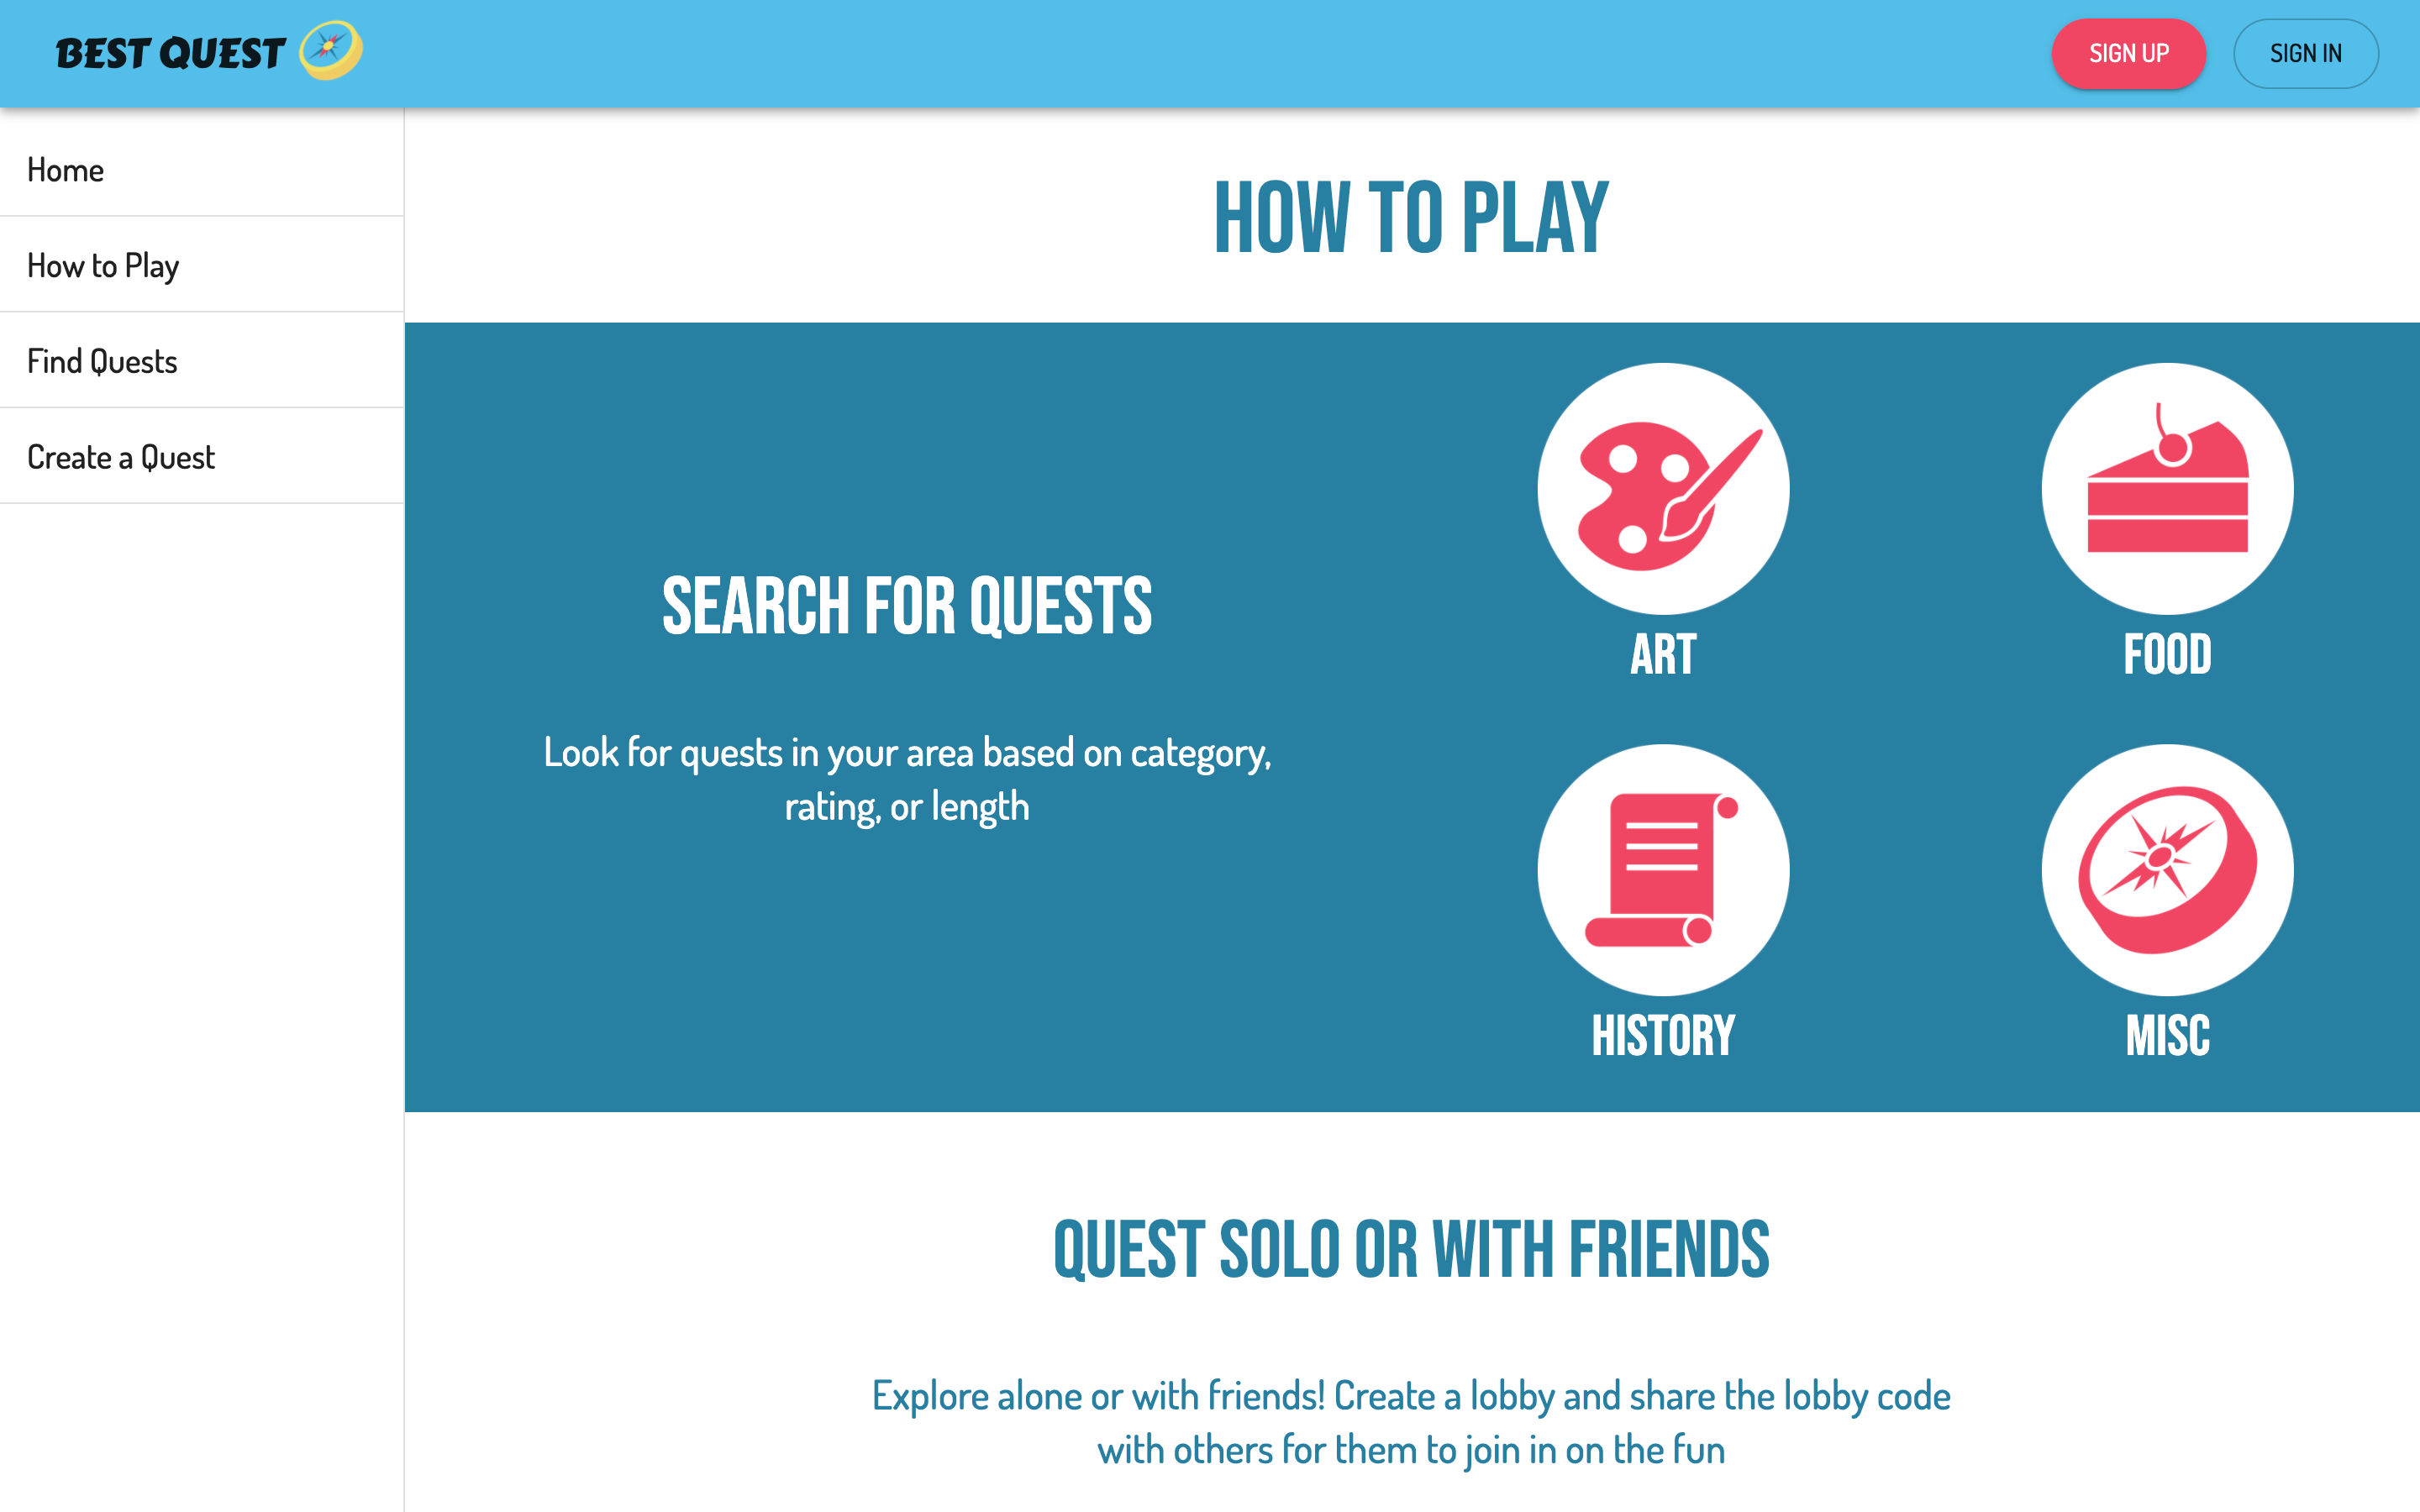 BEST QUEST
SIGN UP
SIGN IN
Home
How to Play
Find Quests
Create a Quest
HOW TO PLAY
SEARCH FOR QUESTS
Look for quests in your area based on category,
rating, or length
ART
FOOD
HISTORY
MISC
QUEST SOLO OR WITH FRIENDS
Explore alone or with friends! Create a lobby and share the lobby code
with others for them to join in on the fun